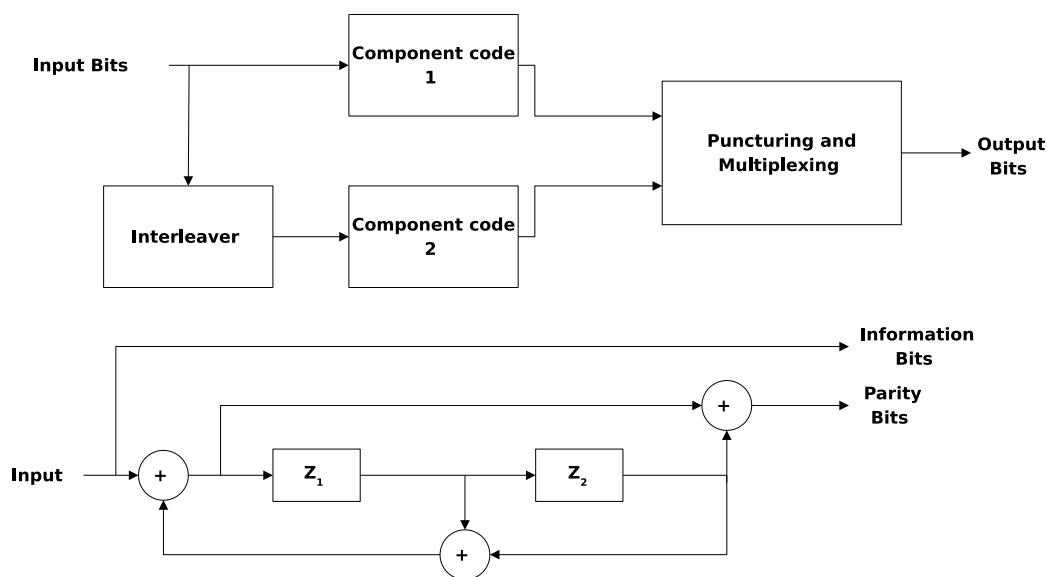 Input Bits
Component code
1
Puncturing and
Multiplexing
Output
Bits
Interleaver
Component code
2
Information
Bits
Parity
Bits
+
Input
+
Z1
Z2
+